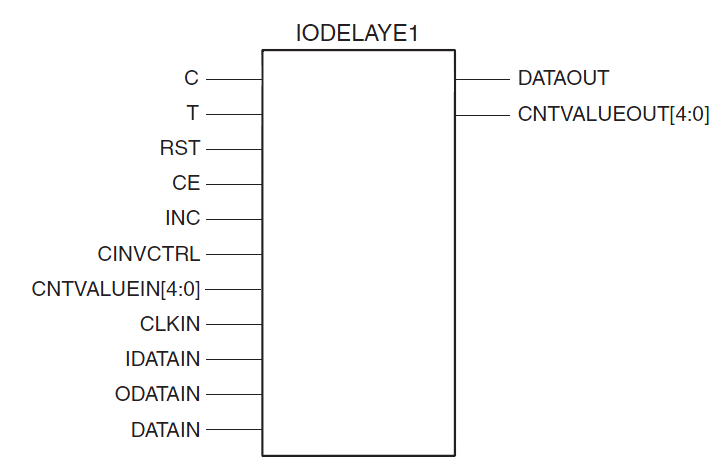 IODELAYE1
C
DATAOUT
T
CNTVALUEOUT[4:0]
RST
CE
INC
CINVCTRL
CNTVALUEIN[4:0]
CLKIN
IDATAIN
ODATAIN
DATAIN